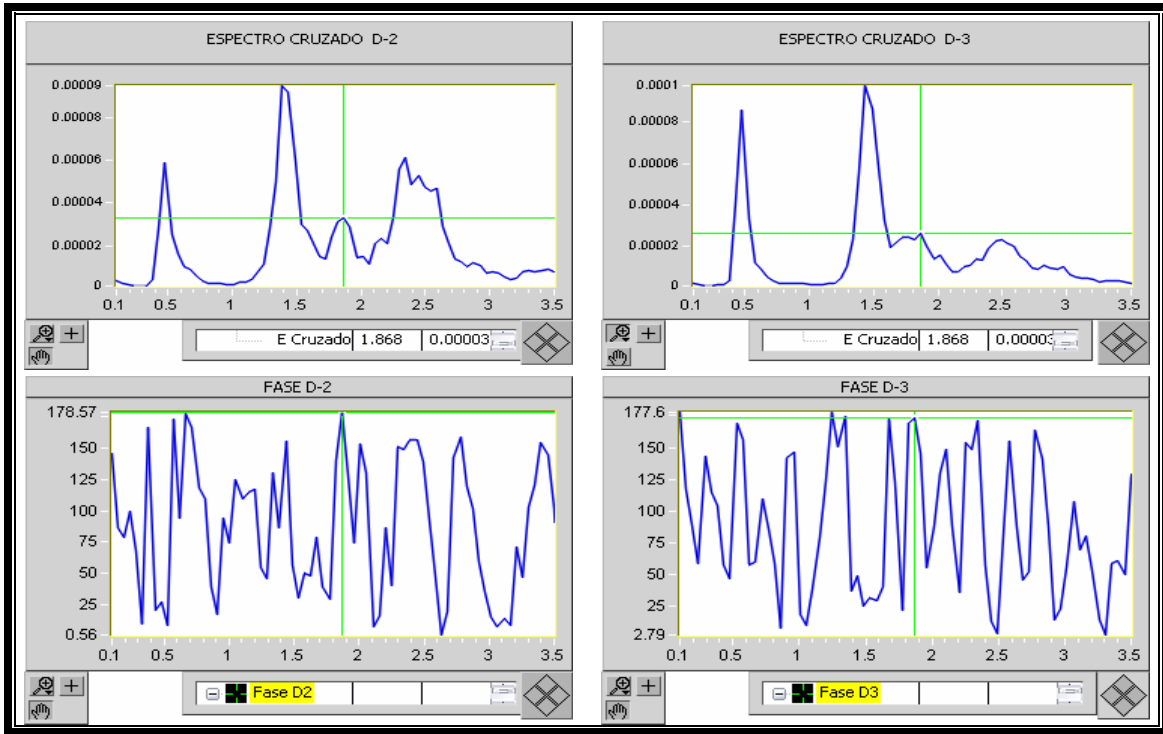 ESPECTRO CRUZADO D-2
0.00009
0.00008
0.00006
0.00004
0.00002
0
0.1 0.5 1 1.5 2 2.5 3 3.5
E Cruzado 1.868 0.00003
ESPECTRO CRUZADO D-3
0.0001
0.00008
0.00006
0.00004
0.00002
0
0.1 0.5 1 1.5 2 2.5 3 3.5
E Cruzado 1.868 0.00003
FASE D-2
178.57
150
125
100
75
50
25
0.56
0.1 0.5 1 1.5 2 2.5 3 3.5
Fase D2
FASE D-3
177.6
150
125
100
75
50
25
2.79
0.1 0.5 1 1.5 2 2.5 3 3.5
Fase D3